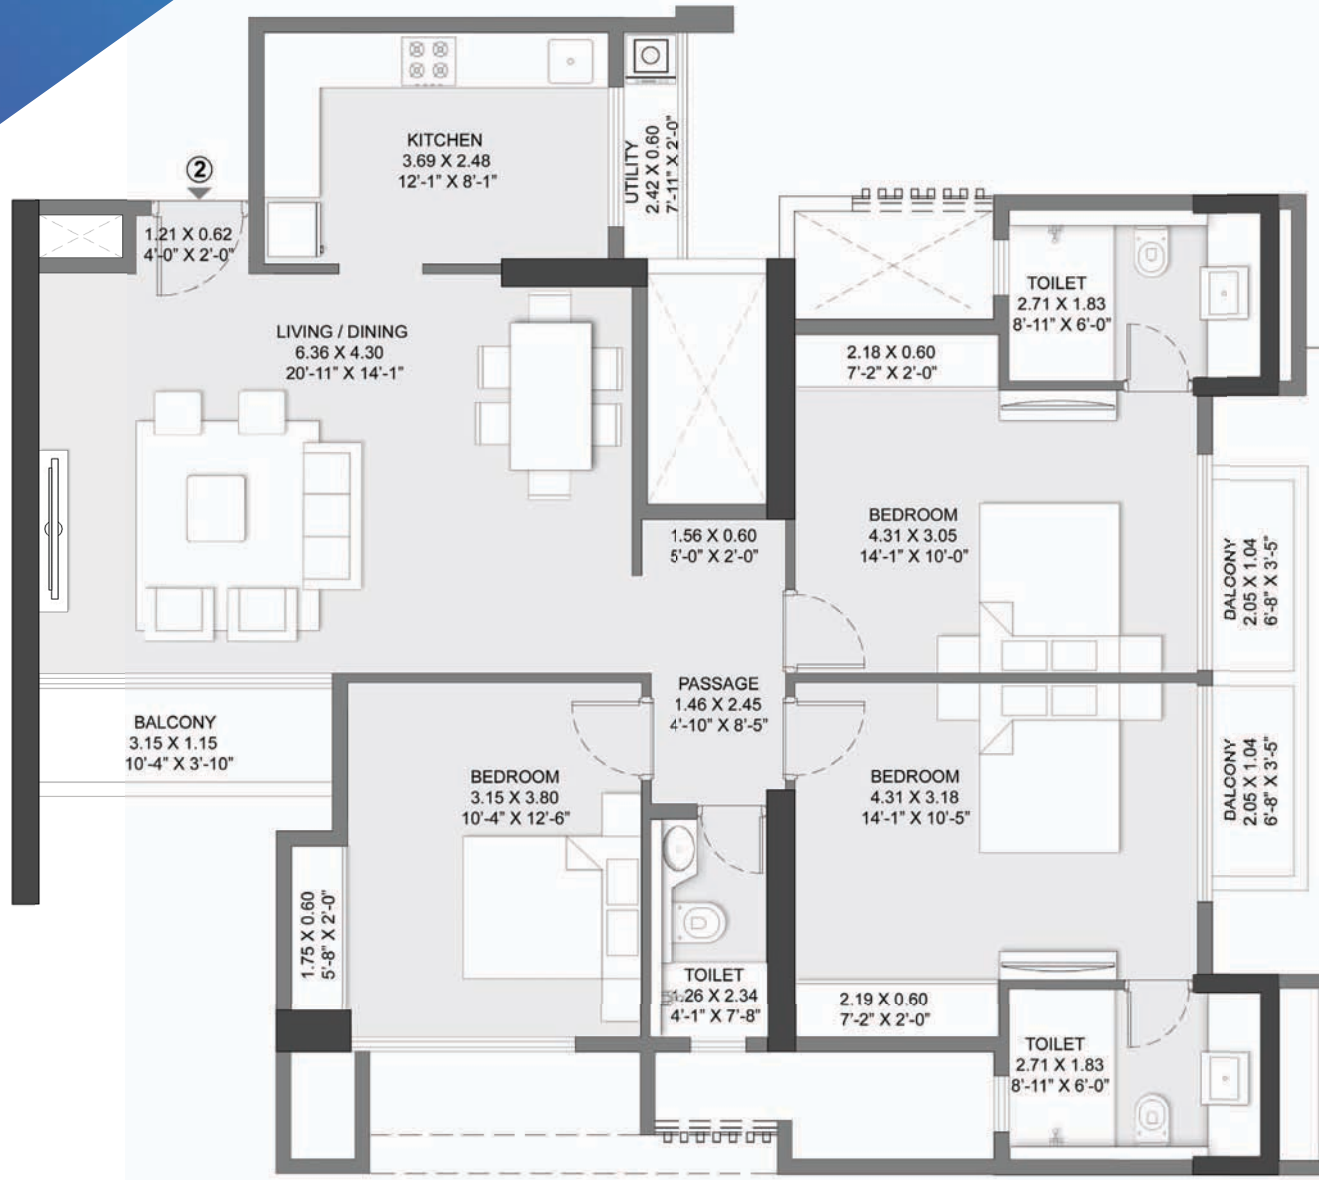 KITCHEN
3.69 X 2.48
12'-1" X 8'-1"
UTILITY
2.42 X 0.60
7'-11" X 2'-0"
2
1.21 X 0.62
4'-0" X 2'-0"
LIVING / DINING
6.36 X 4.30
20'-11" X 14'-1"
TOILET
2.71 X 1.83
8'-11" X 6'-0"
2.18 X 0.60
7'-2" X 2'-0"
1.56 X 0.60
5'-0" X 2'-0"
BEDROOM
4.31 X 3.05
14'-1" X 10'-0"
DALCONY
2.05 X 1.04
6'-8" X 3'-5"
PASSAGE
1.46 X 2.45
4'-10" X 8'-5"
BALCONY
3.15 X 1.15
10'-4" X 3'-10"
BEDROOM
3.15 X 3.80
10'-4" X 12'-6"
BEDROOM
4.31 X 3.18
14'-1" X 10'-5"
DALCONY
2.05 X 1.04
6'-8" X 3'-5"
1.75 X 0.60
5'-8" X 2'-0"
TOILET
1.26 X 2.34
4'-1" X 7'-8"
2.19 X 0.60
7'-2" X 2'-0"
TOILET
2.71 X 1.83
8'-11" X 6'-0"